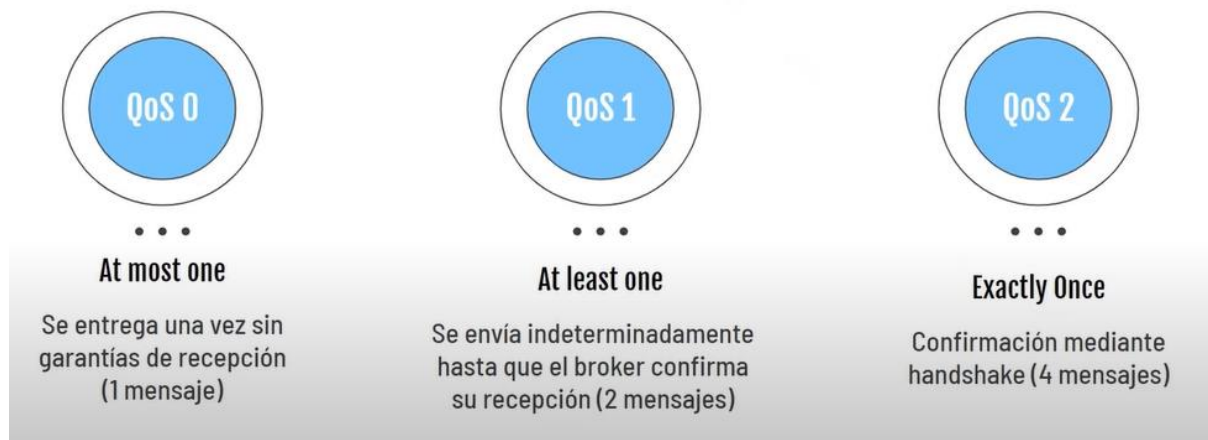 QoS 0
At most one
Se entrega una vez sin
garantías de recepción
(1 mensaje)
QoS 1
At least one
Se envía indeterminadamente
hasta que el broker confirma
su recepción (2 mensajes)
QoS 2
Exactly Once
Confirmación mediante
handshake (4 mensajes)